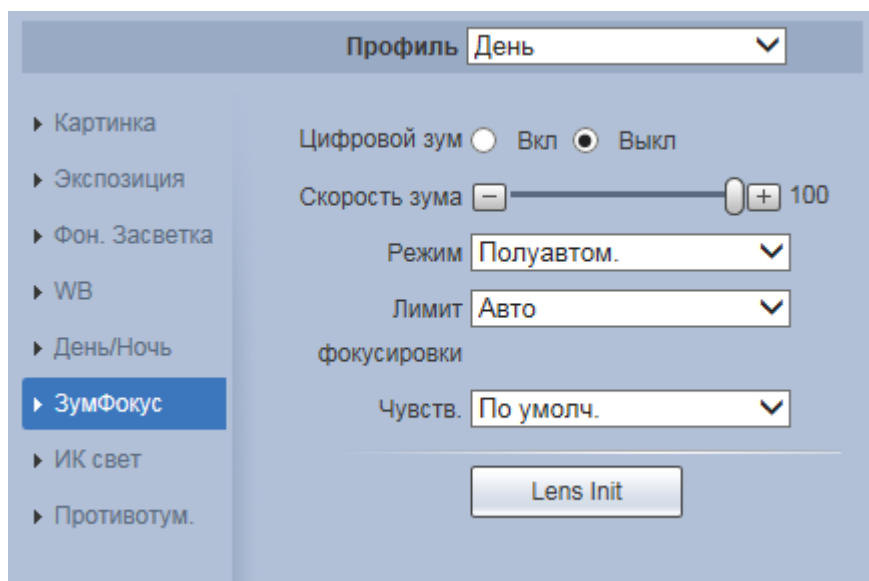 Профиль День
Картинка
Экспозиция
Фон. Засветка
WB
День/Ночь
ЗумФокус
ИК свет
Противотум.
Цифровой зум Вкл Выкл
Скорость зума 100
Режим Полуавтом.
Лимит Авто
фокусировки
Чувств. По умолч.
Lens Init